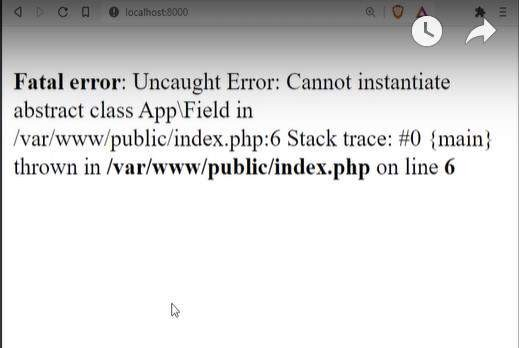 localhost:8000
Fatal error: Uncaught Error: Cannot instantiate
abstract class App\Field in
/var/www/public/index.php:6 Stack trace: #0 {main}
thrown in /var/www/public/index.php on line 6